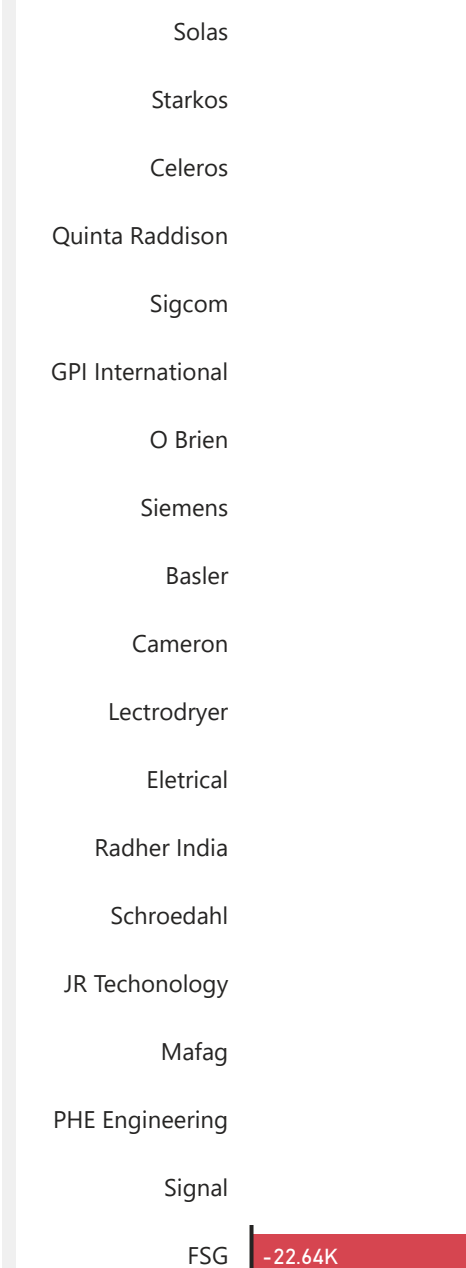 Solas
Starkos
Celeros
Quinta Raddison
Sigcom
GPI International
O Brien
Siemens
Basler
Cameron
Lectrodryer
Eletrical
Radher India
Schroedahl
JR Techonology
Mafag
PHE Engineering
Signal
FSG -22.64K